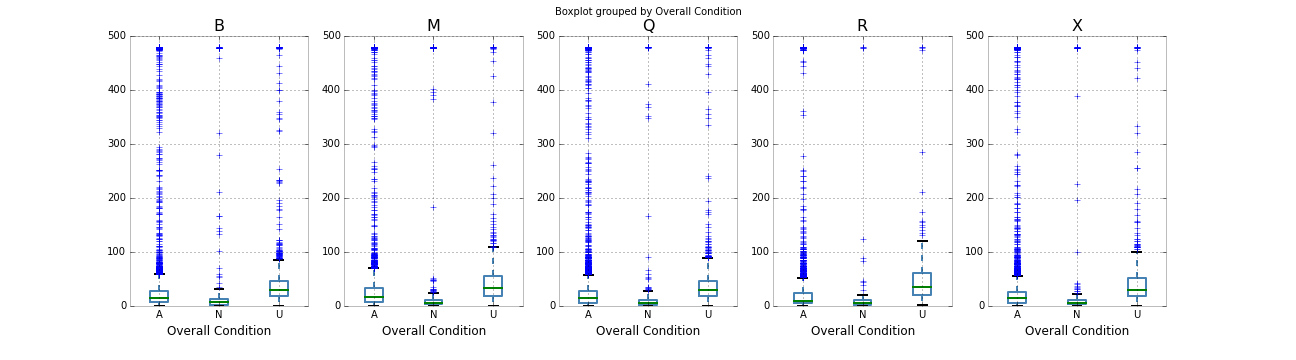 Boxplot grouped by Overall Condition
B M Q R X
500 500 500 500 500
400 400 400 400 400
300 300 300 300 300
200 200 200 200 200
100 100 100 100 100
0 0 0 0 0
A N U A N U A N U A N U A N U
Overall Condition Overall Condition Overall Condition Overall Condition Overall Condition